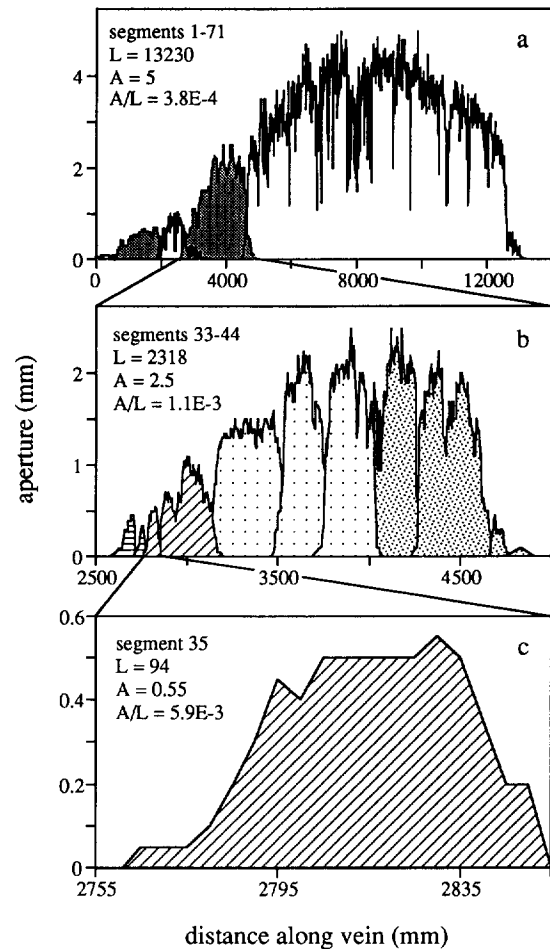 segments 1-71
L = 13230
A = 5
A/L = 3.8E-4
a
4
2
0
0 4000 8000 12000
segments 33-44
L = 2318
A = 2.5
A/L = 1.1E-3
b
2
1
0
2500 3500 4500
aperture (mm)
segment 35
L = 94
A = 0.55
A/L = 5.9E-3
c
0.6
0.4
0.2
0
2755 2795 2835
distance along vein (mm)